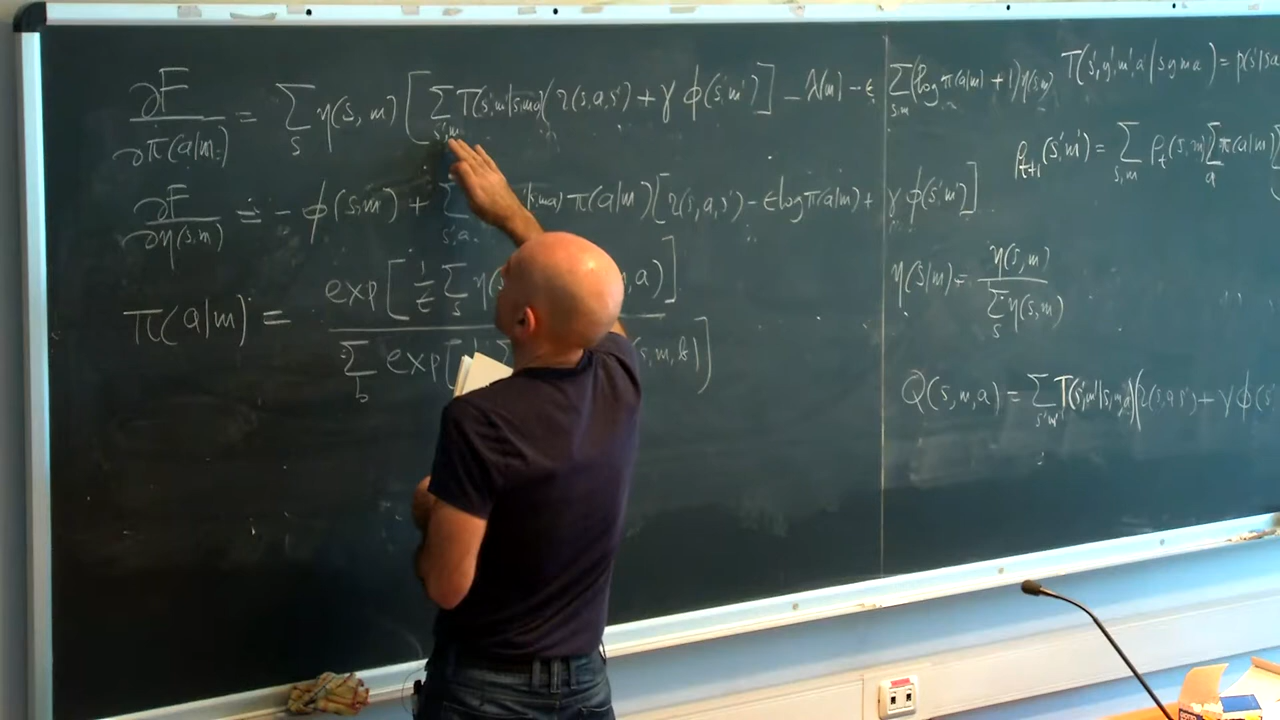 ∂F/∂π(a|m) = Σ_s η(s,m) [ Σ_{s'm'} T(s'm'|s,m,a)(r(s,a,s') + γ φ(s',m')) ] - λ(m) - ε Σ_{s,m} (log π(a|m) + 1) η(s,m)
∂F/∂η(s,m) = - φ(s,m) + Σ_{s',a} |s,m,a) π(a|m) [r(s,a,s') - ε log π(a|m) + γ φ(s'm')]
π(a|m) = exp[ 1/ε Σ_s η(s , a) ] / Σ_b exp[ s,m,b) ]
T(s',y',m',a'|s y m a) = p(s'|s a
ρ_{t+1}(s'm') = Σ_{s,m} ρ_t(s,m) Σ_a π(a|m)
η(s|m) = η(s,m) / Σ_s η(s,m)
Q(s,m,a) = Σ_{s'm'} T(s',m'|s,m,a)(r(s,a,s') + γ φ(s'